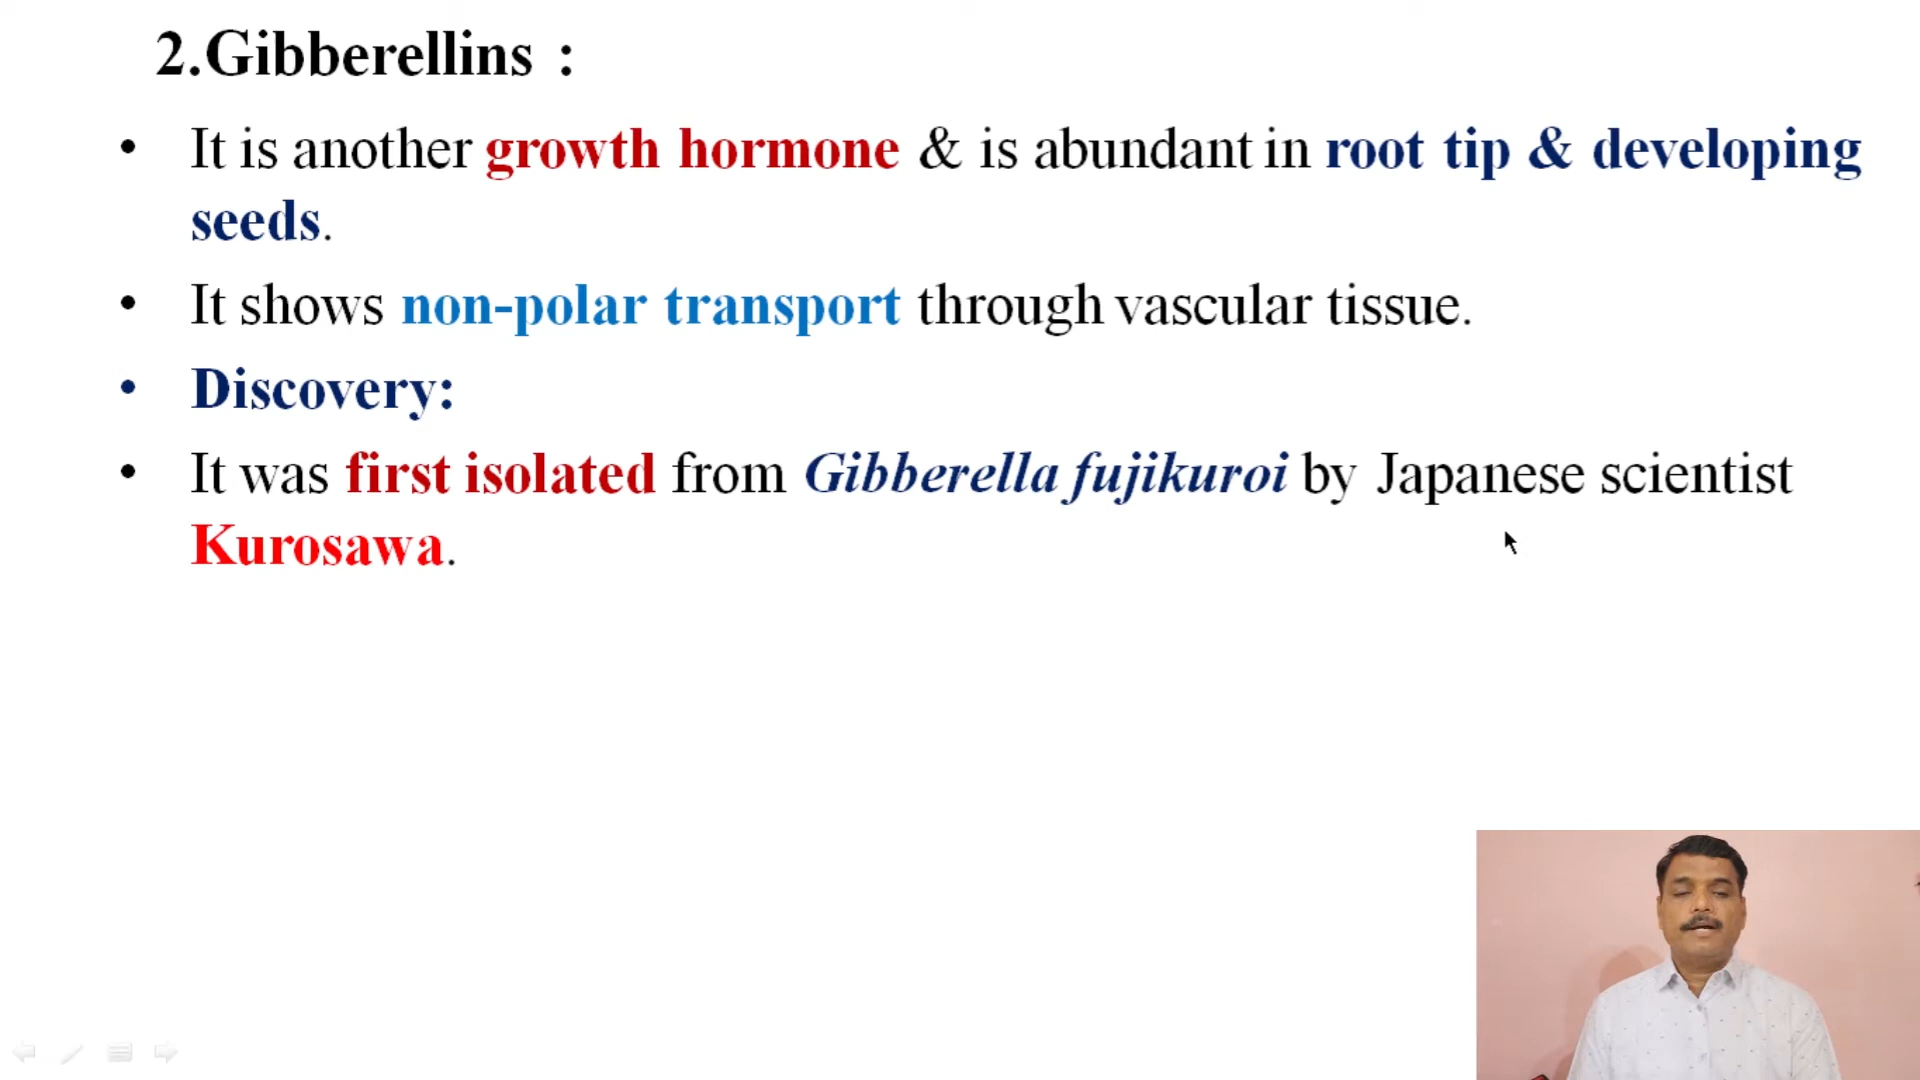 2.Gibberellins :
• It is another growth hormone & is abundant in root tip & developing
seeds.
• It shows non-polar transport through vascular tissue.
• Discovery:
• It was first isolated from Gibberella fujikuroi by Japanese scientist
Kurosawa.